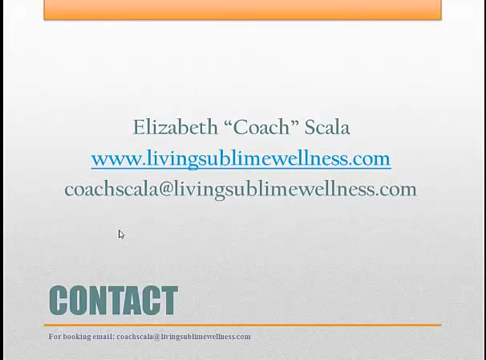 Elizabeth “Coach” Scala
www.livingsublimewellness.com
coachscala@livingsublimewellness.com
CONTACT
For booking email: coachscala@livingsublimewellness.com